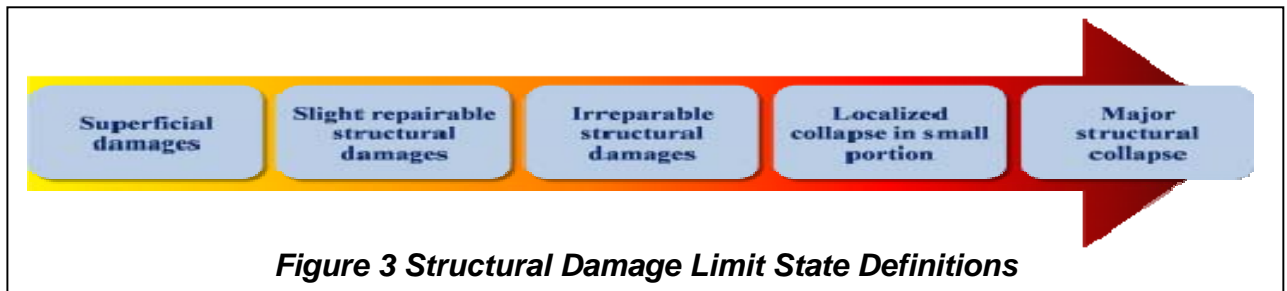 Superficial
damages
Slight repairable
structural
damages
Irreparable
structural
damages
Localized
collapse in small
portion
Major
structural
collapse
Figure 3 Structural Damage Limit State Definitions